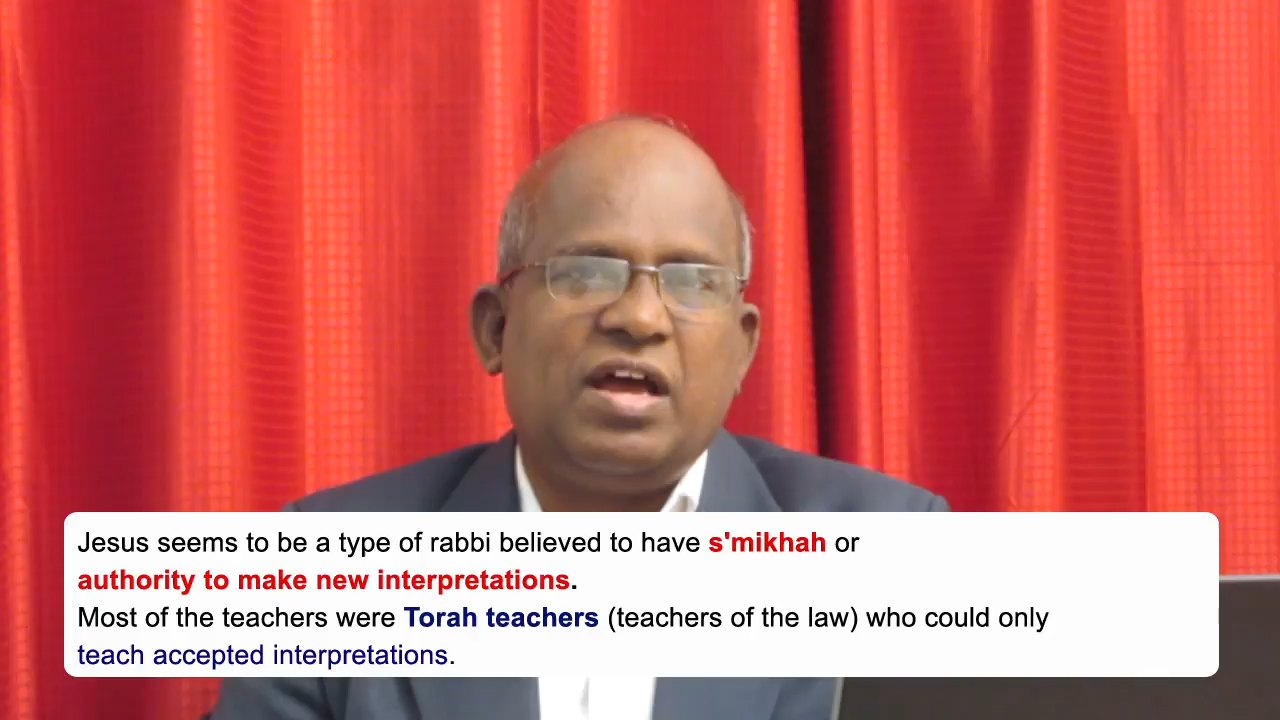 Jesus seems to be a type of rabbi believed to have s'mikhah or
authority to make new interpretations.
Most of the teachers were Torah teachers (teachers of the law) who could only
teach accepted interpretations.